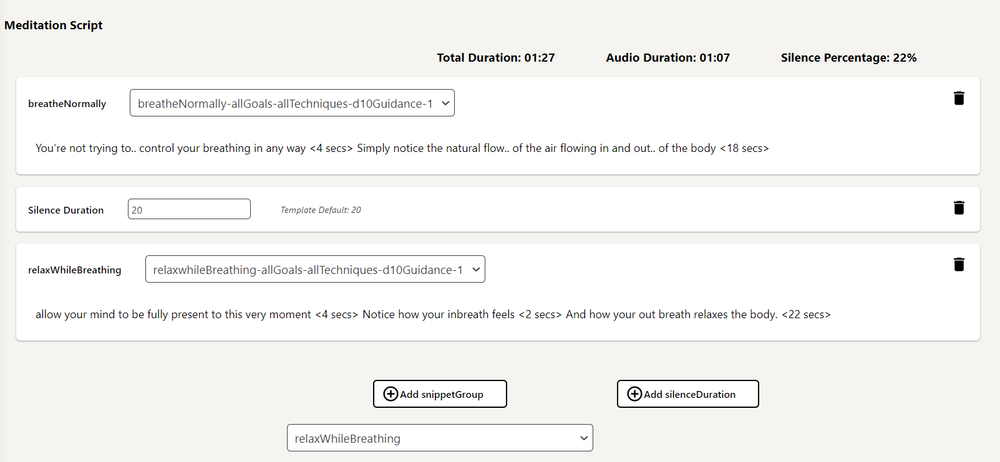 Meditation Script
Total Duration: 01:27 Audio Duration: 01:07 Silence Percentage: 22%
breatheNormally breatheNormally-allGoals-allTechniques-d10Guidance-1
You're not trying to.. control your breathing in any way <4 secs> Simply notice the natural flow.. of the air flowing in and out.. of the body <18 secs>
Silence Duration 20 Template Default: 20
relaxWhileBreathing relaxwhileBreathing-allGoals-allTechniques-d10Guidance-1
allow your mind to be fully present to this very moment <4 secs> Notice how your inbreath feels <2 secs> And how your out breath relaxes the body. <22 secs>
Add snippetGroup Add silenceDuration
relaxWhileBreathing